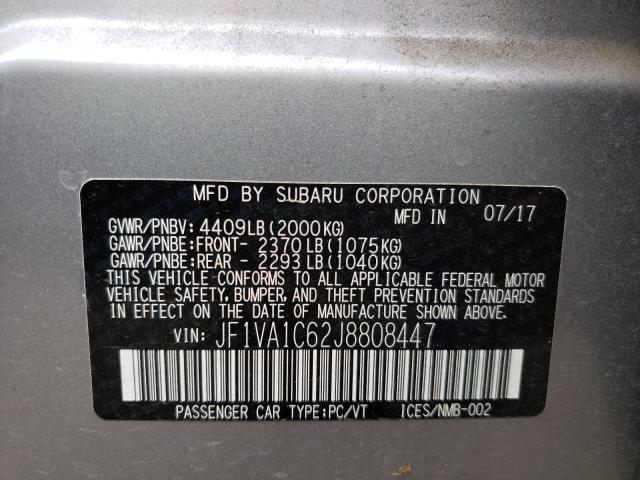 MFD BY SUBARU CORPORATION
MFD IN 07/17
GVWR/PNBV: 4409LB(2000KG)
GAWR/PNBE:FRONT- 2370LB(1075KG)
GAWR/PNBE:REAR - 2293LB(1040KG)
THIS VEHICLE CONFORMS TO ALL APPLICABLE FEDERAL MOTOR
VEHICLE SAFETY, BUMPER, AND THEFT PREVENTION STANDARDS
IN EFFECT ON THE DATE OF MANUFACTURE SHOWN ABOVE.
VIN: JF1VA1C62J8808447
PASSENGER CAR TYPE:PC/VT ICES/NMB-002